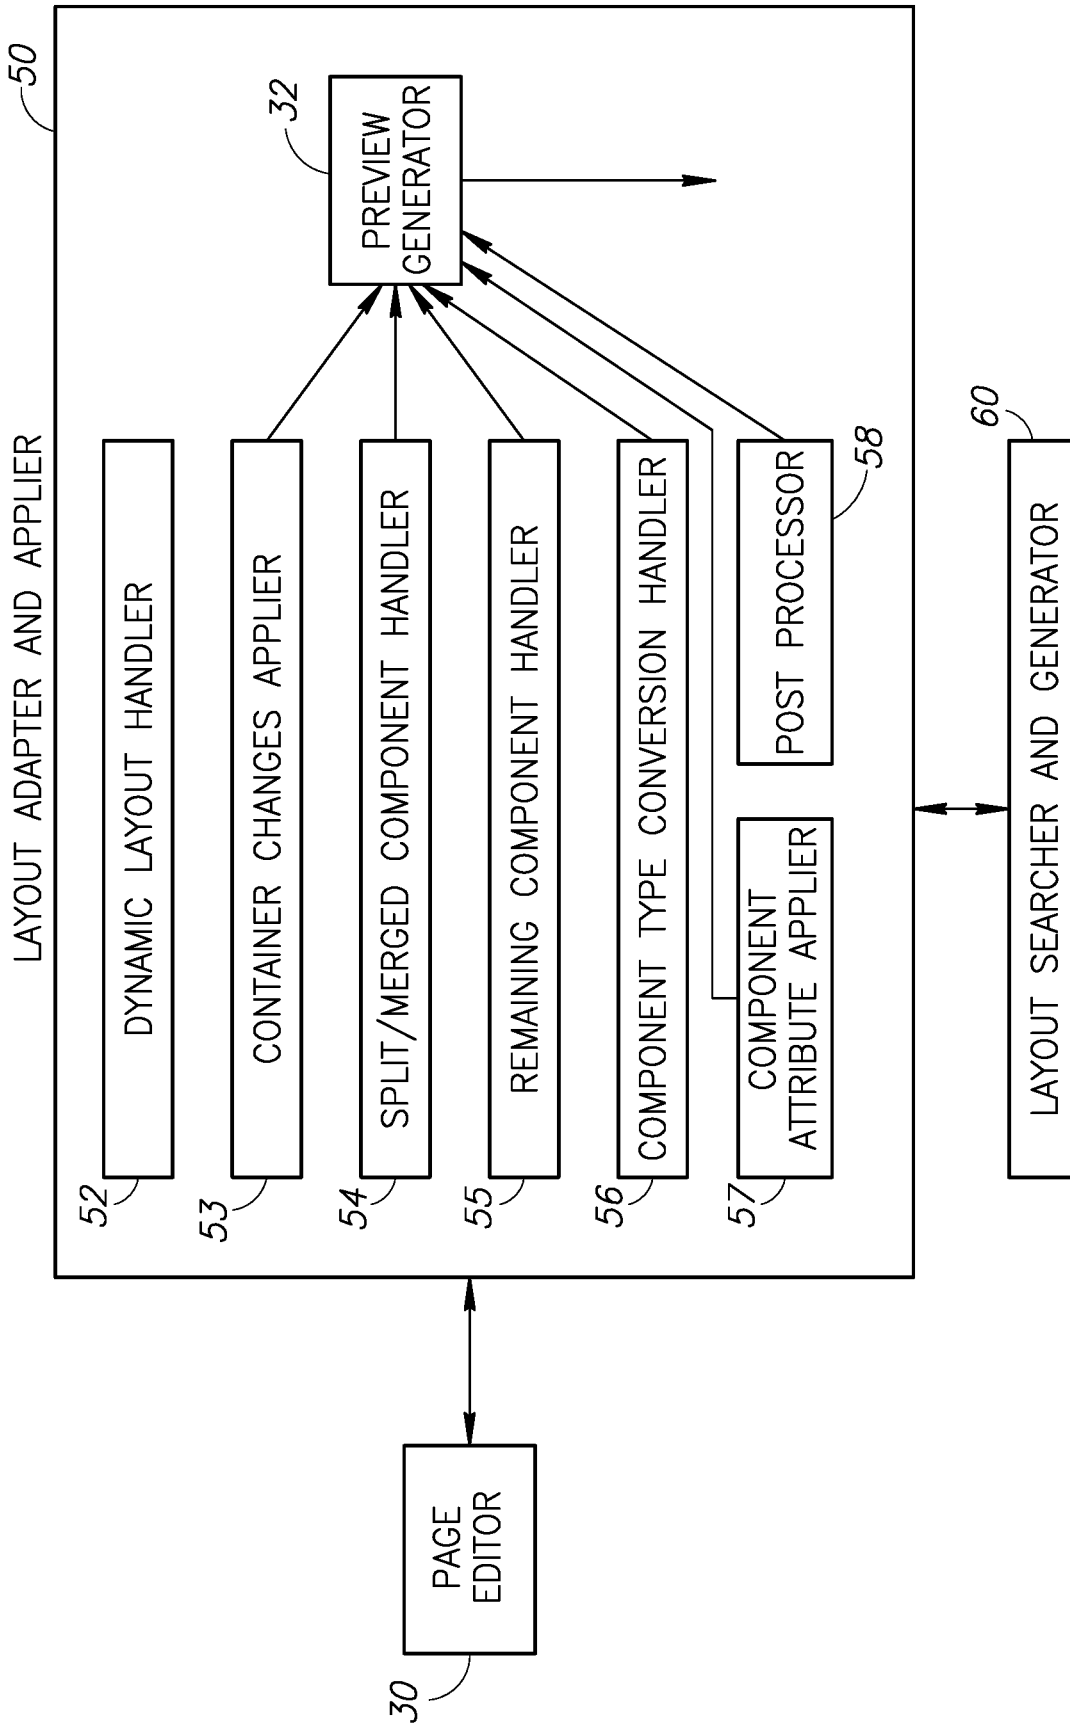 LAYOUT ADAPTER AND APPLIER
50
52
DYNAMIC LAYOUT HANDLER
53
CONTAINER CHANGES APPLIER
32
PREVIEW
GENERATOR
54
SPLIT/MERGED COMPONENT HANDLER
30
PAGE
EDITOR
55
REMAINING COMPONENT HANDLER
56
COMPONENT TYPE CONVERSION HANDLER
57
COMPONENT
ATTRIBUTE APPLIER
POST PROCESSOR
58
60
LAYOUT SEARCHER AND GENERATOR